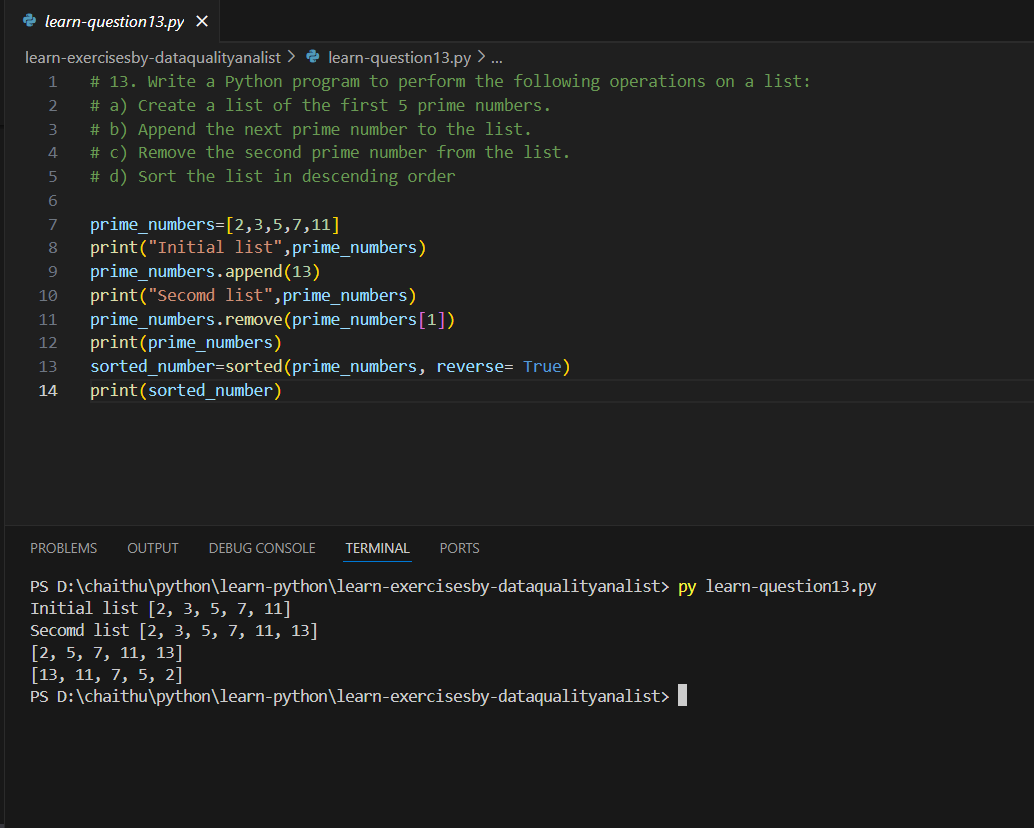 learn-question13.py
learn-exercisesby-dataqualityanalist > learn-question13.py > ...
1 # 13. Write a Python program to perform the following operations on a list:
2 # a) Create a list of the first 5 prime numbers.
3 # b) Append the next prime number to the list.
4 # c) Remove the second prime number from the list.
5 # d) Sort the list in descending order
6
7 prime_numbers=[2,3,5,7,11]
8 print("Initial list",prime_numbers)
9 prime_numbers.append(13)
10 print("Secomd list",prime_numbers)
11 prime_numbers.remove(prime_numbers[1])
12 print(prime_numbers)
13 sorted_number=sorted(prime_numbers, reverse= True)
14 print(sorted_number)
PROBLEMS OUTPUT DEBUG CONSOLE TERMINAL PORTS
PS D:\chaithu\python\learn-python\learn-exercisesby-dataqualityanalist> py learn-question13.py
Initial list [2, 3, 5, 7, 11]
Secomd list [2, 3, 5, 7, 11, 13]
[2, 5, 7, 11, 13]
[13, 11, 7, 5, 2]
PS D:\chaithu\python\learn-python\learn-exercisesby-dataqualityanalist>